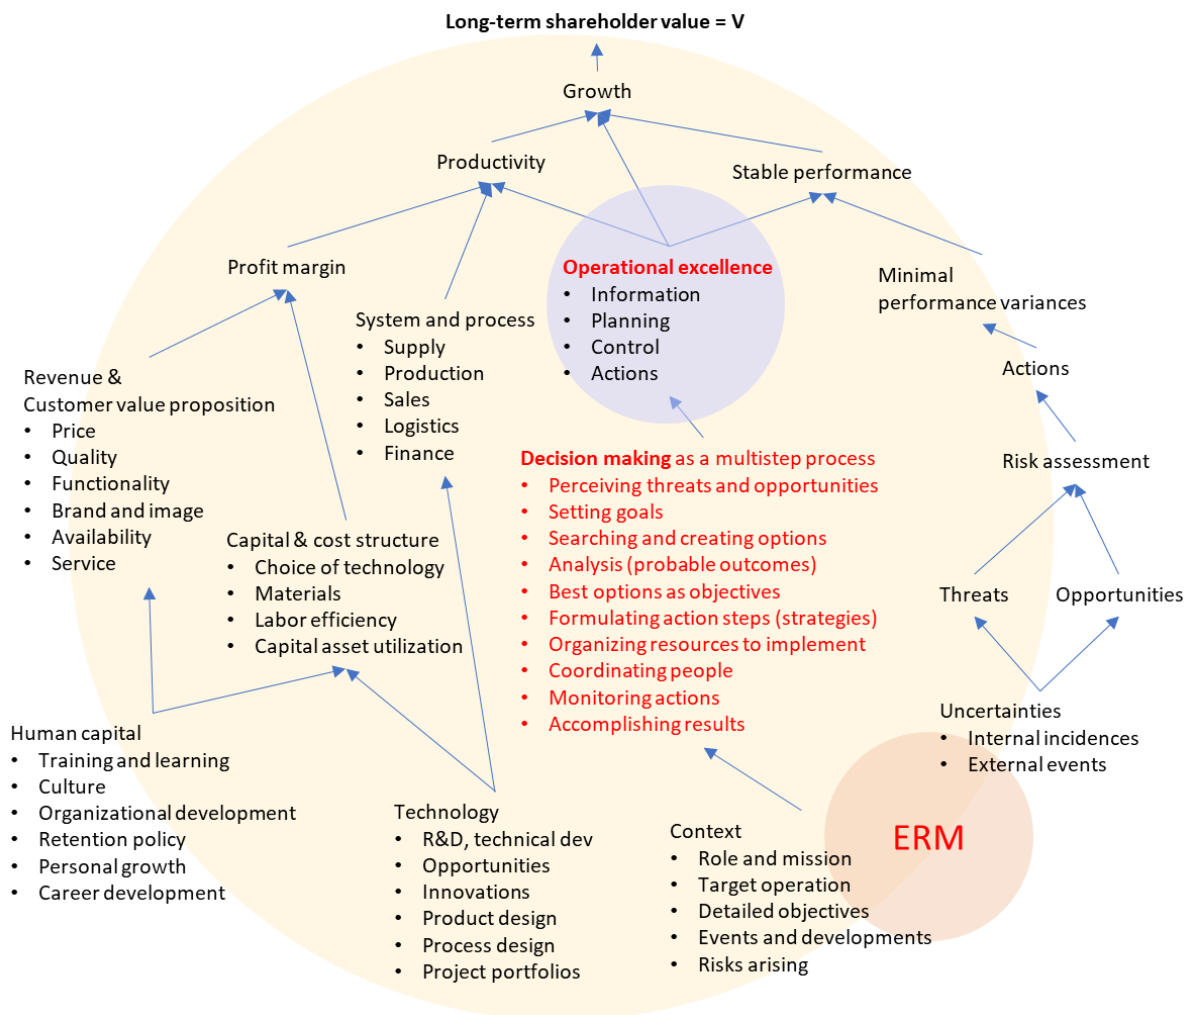 Long-term shareholder value = V
Growth
Productivity
Stable performance
Profit margin
Operational excellence
• Information
• Planning
• Control
• Actions
Minimal
performance variances
System and process
• Supply
• Production
• Sales
• Logistics
• Finance
Actions
Revenue &
Customer value proposition
• Price
• Quality
• Functionality
• Brand and image
• Availability
• Service
Decision making as a multistep process
• Perceiving threats and opportunities
• Setting goals
• Searching and creating options
• Analysis (probable outcomes)
• Best options as objectives
• Formulating action steps (strategies)
• Organizing resources to implement
• Coordinating people
• Monitoring actions
• Accomplishing results
Risk assessment
Capital & cost structure
• Choice of technology
• Materials
• Labor efficiency
• Capital asset utilization
Threats
Opportunities
Uncertainties
• Internal incidences
• External events
Human capital
• Training and learning
• Culture
• Organizational development
• Retention policy
• Personal growth
• Career development
Technology
• R&D, technical dev
• Opportunities
• Innovations
• Product design
• Process design
• Project portfolios
Context
• Role and mission
• Target operation
• Detailed objectives
• Events and developments
• Risks arising
ERM